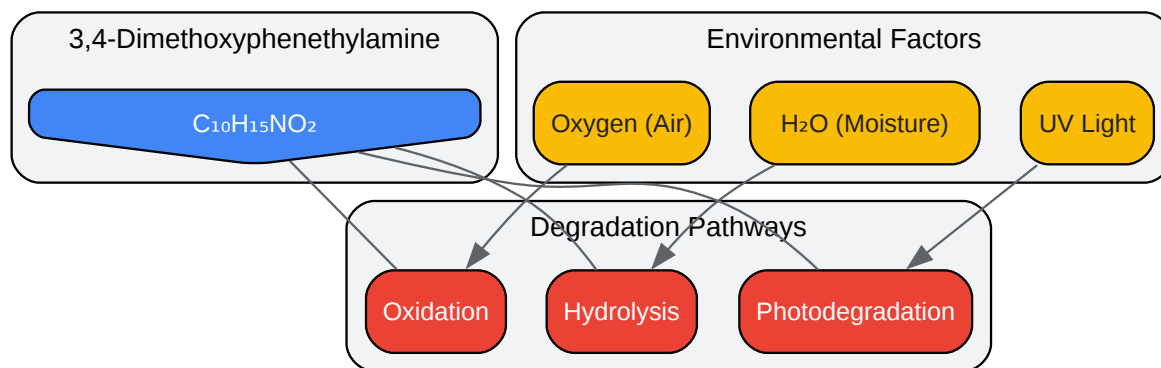 3,4-Dimethoxyphenethylamine
C₁₀H₁₅NO₂
Environmental Factors
Oxygen (Air)
H₂O (Moisture)
UV Light
Degradation Pathways
Oxidation
Hydrolysis
Photodegradation